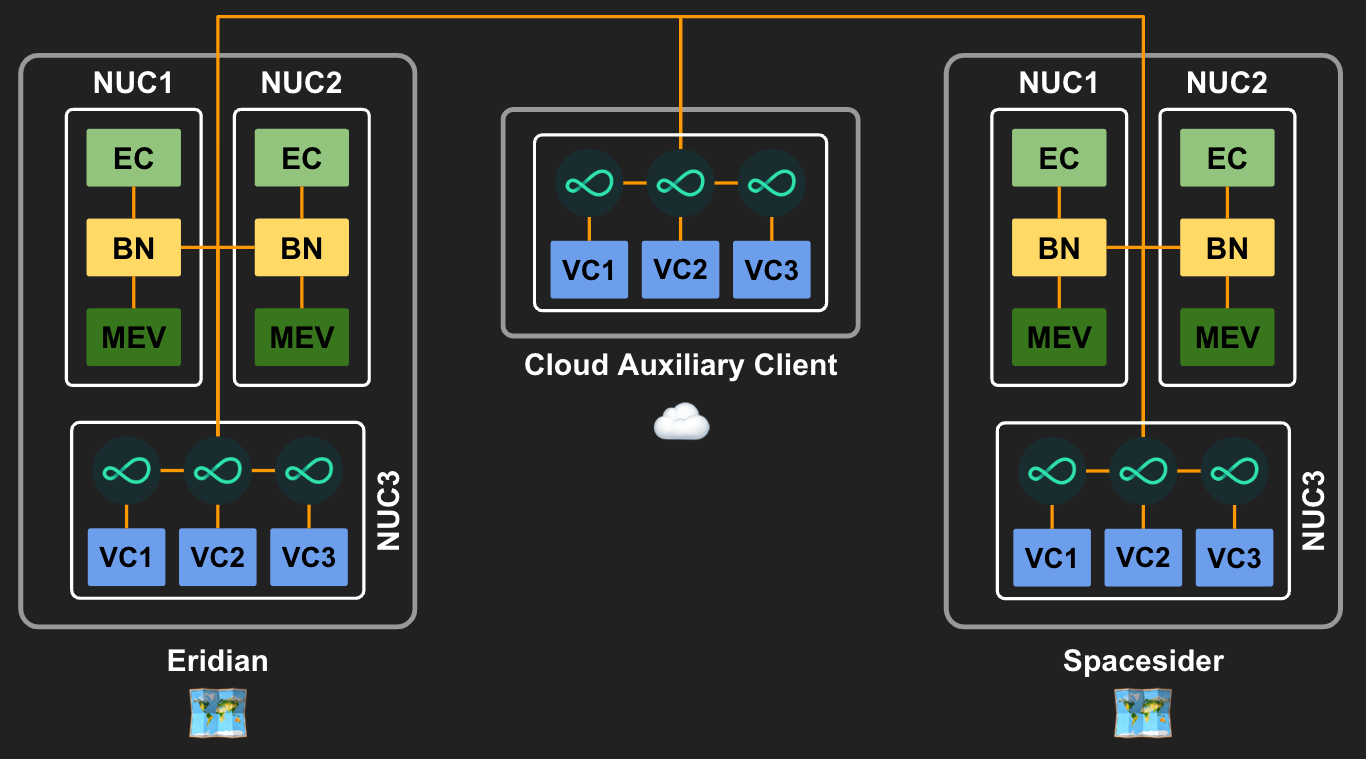 NUC1
NUC2
EC
EC
BN
BN
MEV
MEV
VC1
VC2
VC3
NUC3
Eridian
VC1
VC2
VC3
Cloud Auxiliary Client
NUC1
NUC2
EC
EC
BN
BN
MEV
MEV
VC1
VC2
VC3
NUC3
Spacesider